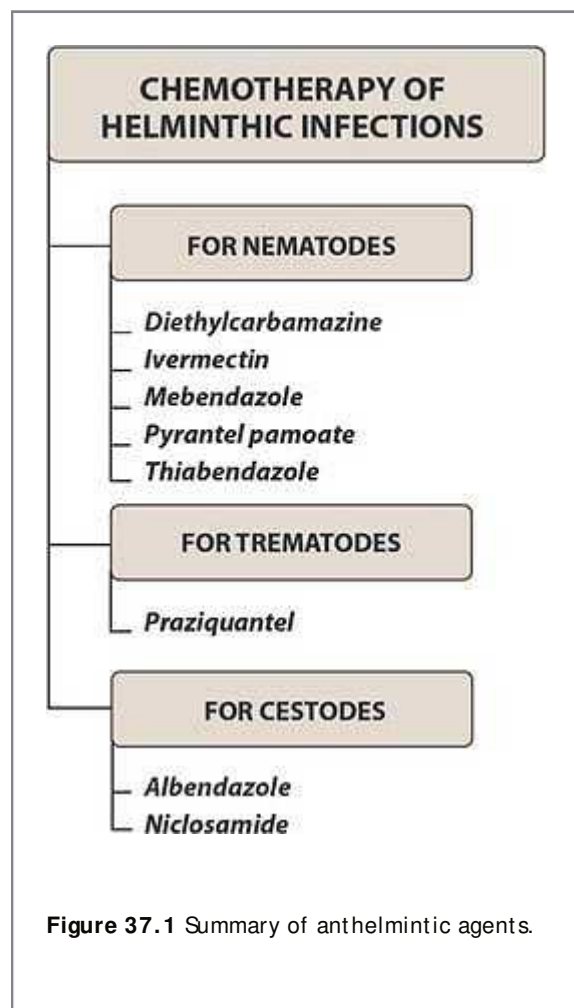 CHEMOTHERAPY OF
HELMINTHIC INFECTIONS
FOR NEMATODES
Diethylcarbamazine
Ivermectin
Mebendazole
Pyrantel pamoate
Thiabendazole
FOR TREMATODES
Praziquantel
FOR CESTODES
Albendazole
Niclosamide
Figure 37.1 Summary of anthelmintic agents.